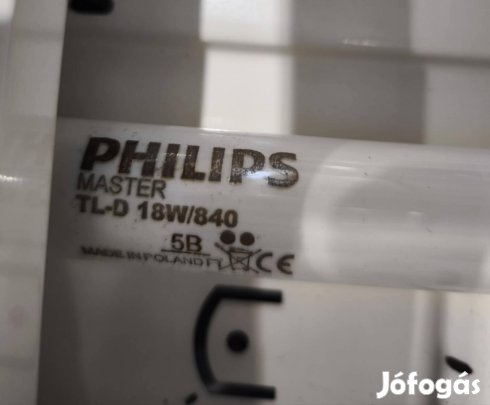 PHILIPS
MASTER
TL-D 18W/840
5B
MADE IN POLAND
CE
Jófogás